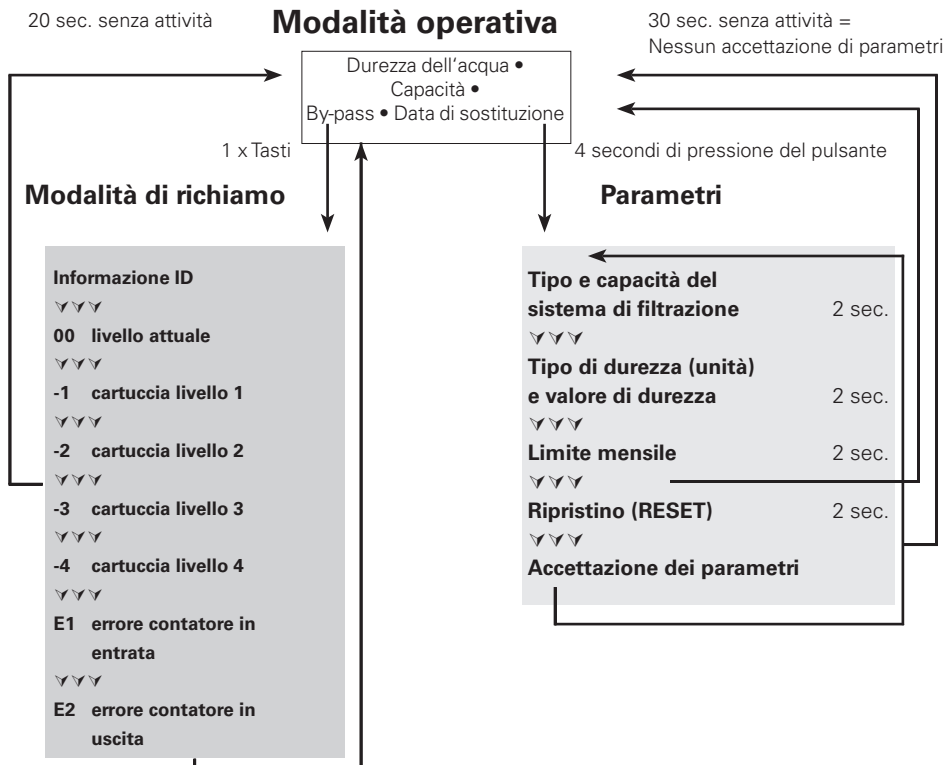 20 sec. senza attività
Modalità operativa
30 sec. senza attività =
Nessun accettazione di parametri
Durezza dell'acqua •
Capacità •
By-pass • Data di sostituzione
1 x Tasti
4 secondi di pressione del pulsante
Modalità di richiamo
Parametri
Informazione ID
00 livello attuale
-1 cartuccia livello 1
-2 cartuccia livello 2
-3 cartuccia livello 3
-4 cartuccia livello 4
E1 errore contatore in
entrata
E2 errore contatore in
uscita
Tipo e capacità del
sistema di filtrazione 2 sec.
Tipo di durezza (unità)
e valore di durezza 2 sec.
Limite mensile 2 sec.
Ripristino (RESET) 2 sec.
Accettazione dei parametri